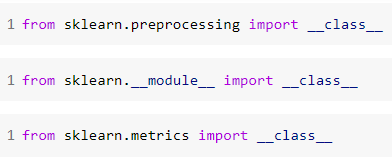 1 from sklearn.preprocessing import __class__
1 from sklearn.__module__ import __class__
1 from sklearn.metrics import __class__